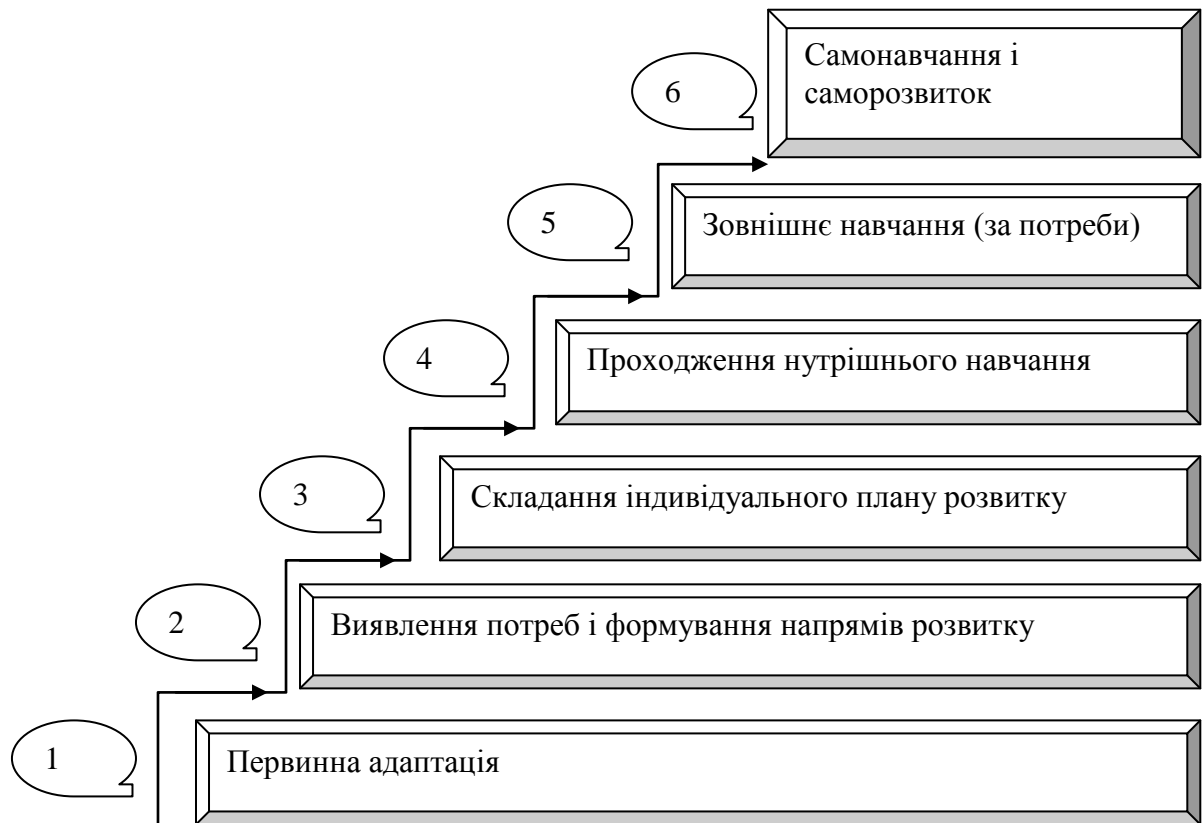 6
Самонавчання і
саморозвиток
5
Зовнішнє навчання (за потреби)
4
Проходження нутрішнього навчання
3
Складання індивідуального плану розвитку
2
Виявлення потреб і формування напрямів розвитку
1
Первинна адаптація